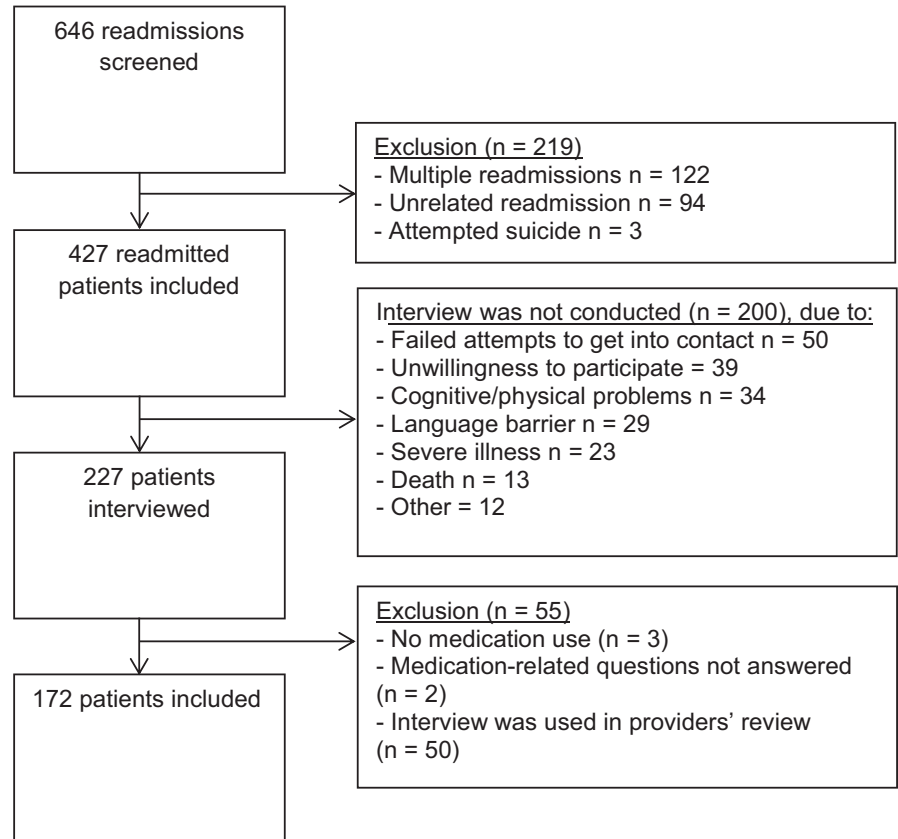 646 readmissions
screened
Exclusion (n = 219)
- Multiple readmissions n = 122
- Unrelated readmission n = 94
- Attempted suicide n = 3
427 readmitted
patients included
Interview was not conducted (n = 200), due to:
- Failed attempts to get into contact n = 50
- Unwillingness to participate = 39
- Cognitive/physical problems n = 34
- Language barrier n = 29
- Severe illness n = 23
- Death n = 13
- Other = 12
227 patients
interviewed
Exclusion (n = 55)
- No medication use (n = 3)
- Medication-related questions not answered
(n = 2)
- Interview was used in providers’ review
(n = 50)
172 patients included